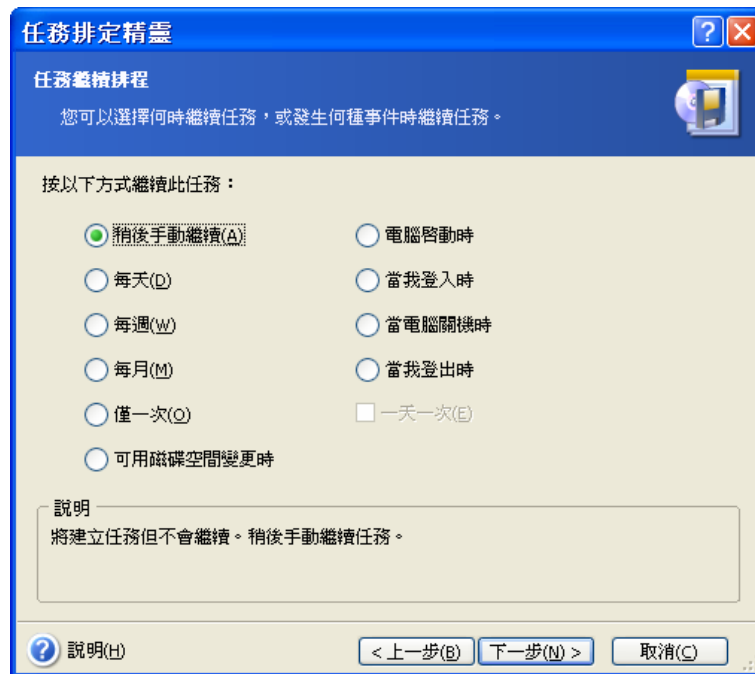 任務排定精靈
任務繼續排程
您可以選擇何時繼續任務，或發生何種事件時繼續任務。
按以下方式繼續此任務：
稍後手動繼續(A)
每天(D)
每週(W)
每月(M)
僅一次(O)
可用磁碟空間變更時
電腦啓動時
當我登入時
當電腦關機時
當我登出時
一天一次(E)
說明
將建立任務但不會繼續。稍後手動繼續任務。
說明(H)
< 上一步(B)
下一步(N) >
取消(C)